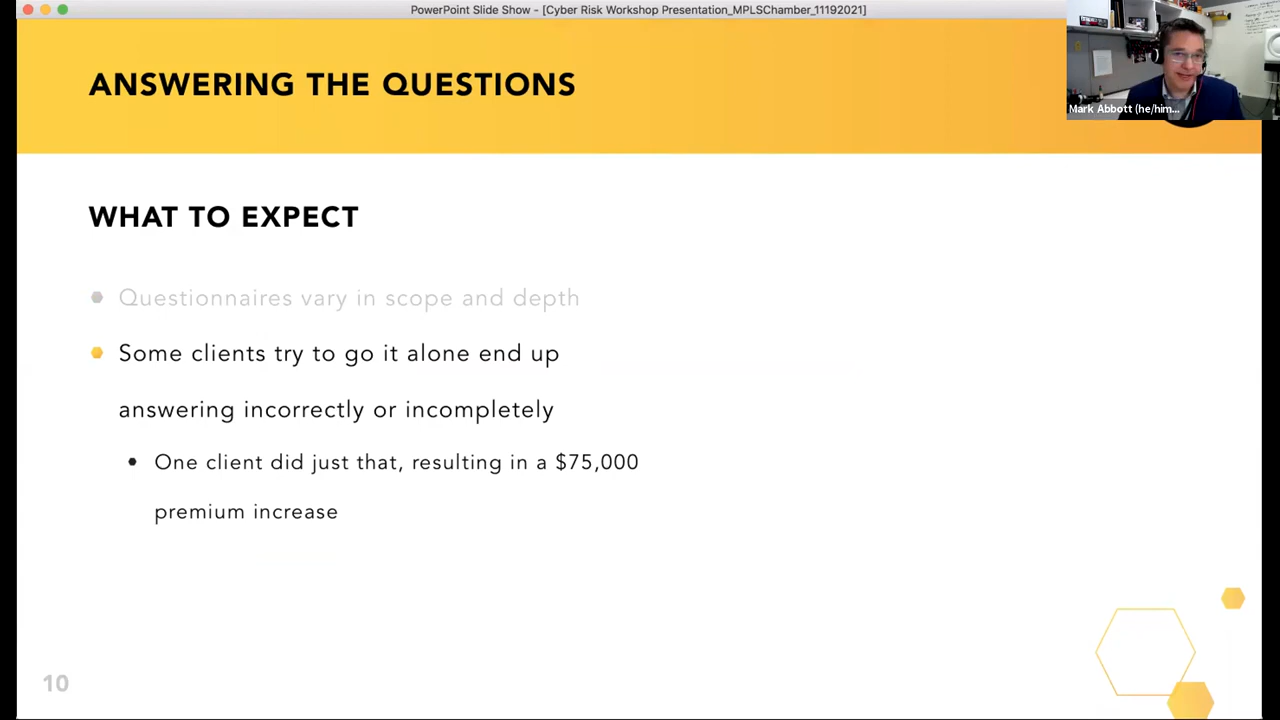 PowerPoint Slide Show - [Cyber Risk Workshop Presentation_MPLSChamber_11192021]
ANSWERING THE QUESTIONS
Mark Abbott (he/him...
WHAT TO EXPECT
Questionnaires vary in scope and depth
Some clients try to go it alone end up
answering incorrectly or incompletely
One client did just that, resulting in a $75,000
premium increase
10